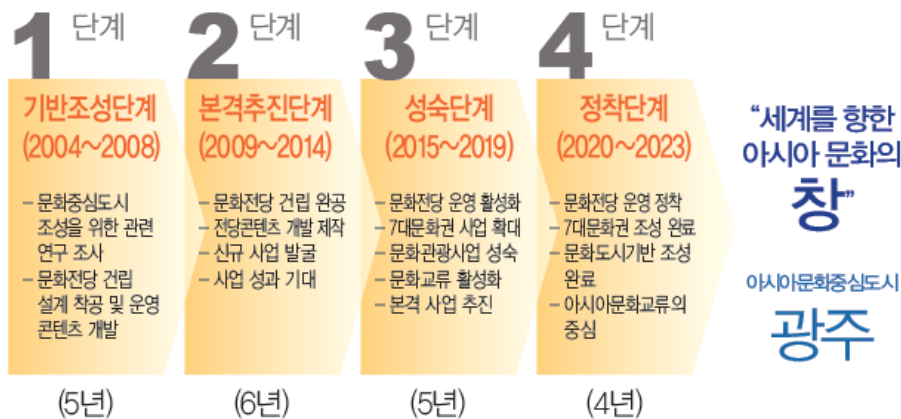 1 단계
기반조성단계
(2004~2008)
– 문화중심도시
조성을 위한 관련
연구 조사
– 문화전당 건립
설계 착공 및 운영
콘텐츠 개발
(5년)
2 단계
본격추진단계
(2009~2014)
– 문화전당 건립 완공
– 전당콘텐츠 개발 제작
– 신규 사업 발굴
– 사업 성과 기대
(6년)
3 단계
성숙단계
(2015~2019)
– 문화전당 운영 활성화
– 7대문화권 사업 확대
– 문화관광사업 성숙
– 문화교류 활성화
– 본격 사업 추진
(5년)
4 단계
정착단계
(2020~2023)
– 문화전당 운영 정착
– 7대문화권 조성 완료
– 문화도시기반 조성
완료
– 아시아문화교류의
중심
(4년)
“세계를 향한
아시아 문화의
창”
아시아문화중심도시
광주